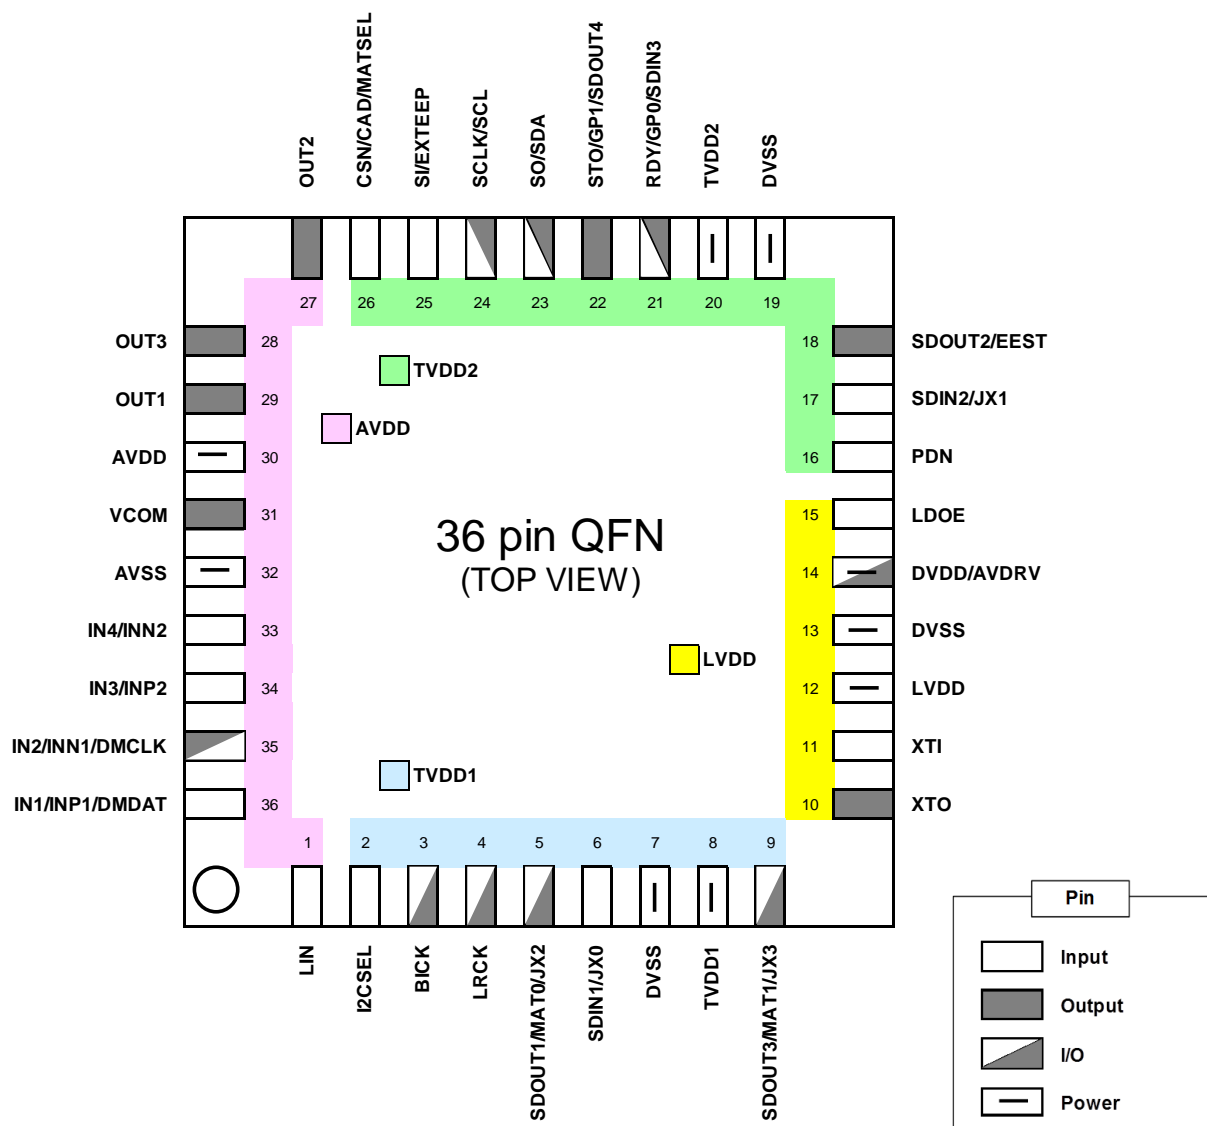 OUT2
CSN/CAD/MATSEL
SI/EXTEEP
SCLK/SCL
SO/SDA
STO/GP1/SDOUT4
RDY/GP0/SDIN3
TVDD2
DVSS
27
26
25
24
23
22
21
20
19
OUT3
28
OUT1
29
AVDD
30
VCOM
31
AVSS
32
IN4/INN2
33
IN3/INP2
34
IN2/INN1/DMCLK
35
IN1/INP1/DMDAT
36
TVDD2
AVDD
36 pin QFN
(TOP VIEW)
LVDD
TVDD1
18
SDOUT2/EEST
17
SDIN2/JX1
16
PDN
15
LDOE
14
DVDD/AVDRV
13
DVSS
12
LVDD
11
XTI
10
XTO
1
2
3
4
5
6
7
8
9
LIN
I2CSEL
BICK
LRCK
SDOUT1/MAT0/JX2
SDIN1/JX0
DVSS
TVDD1
SDOUT3/MAT1/JX3
Pin
Input
Output
I/O
Power